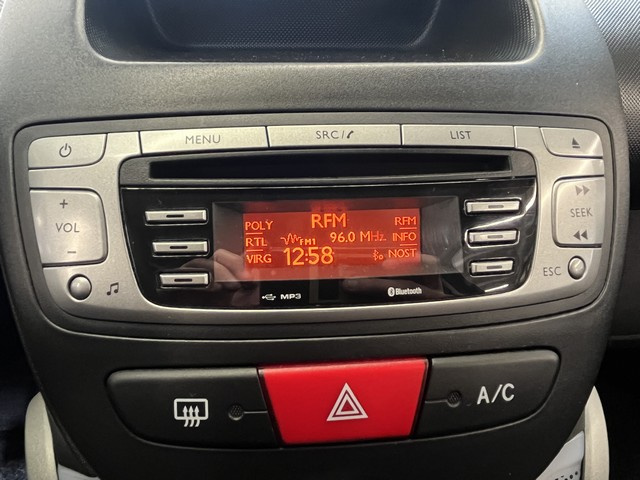 MENU
SRC/
LIST
+
VOL
−
SEEK
ESC
POLY
RFM
RFM
RTL
FM1
96.0 MHz
INFO
VIRG
12:58
NOST
MP3
Bluetooth
A/C